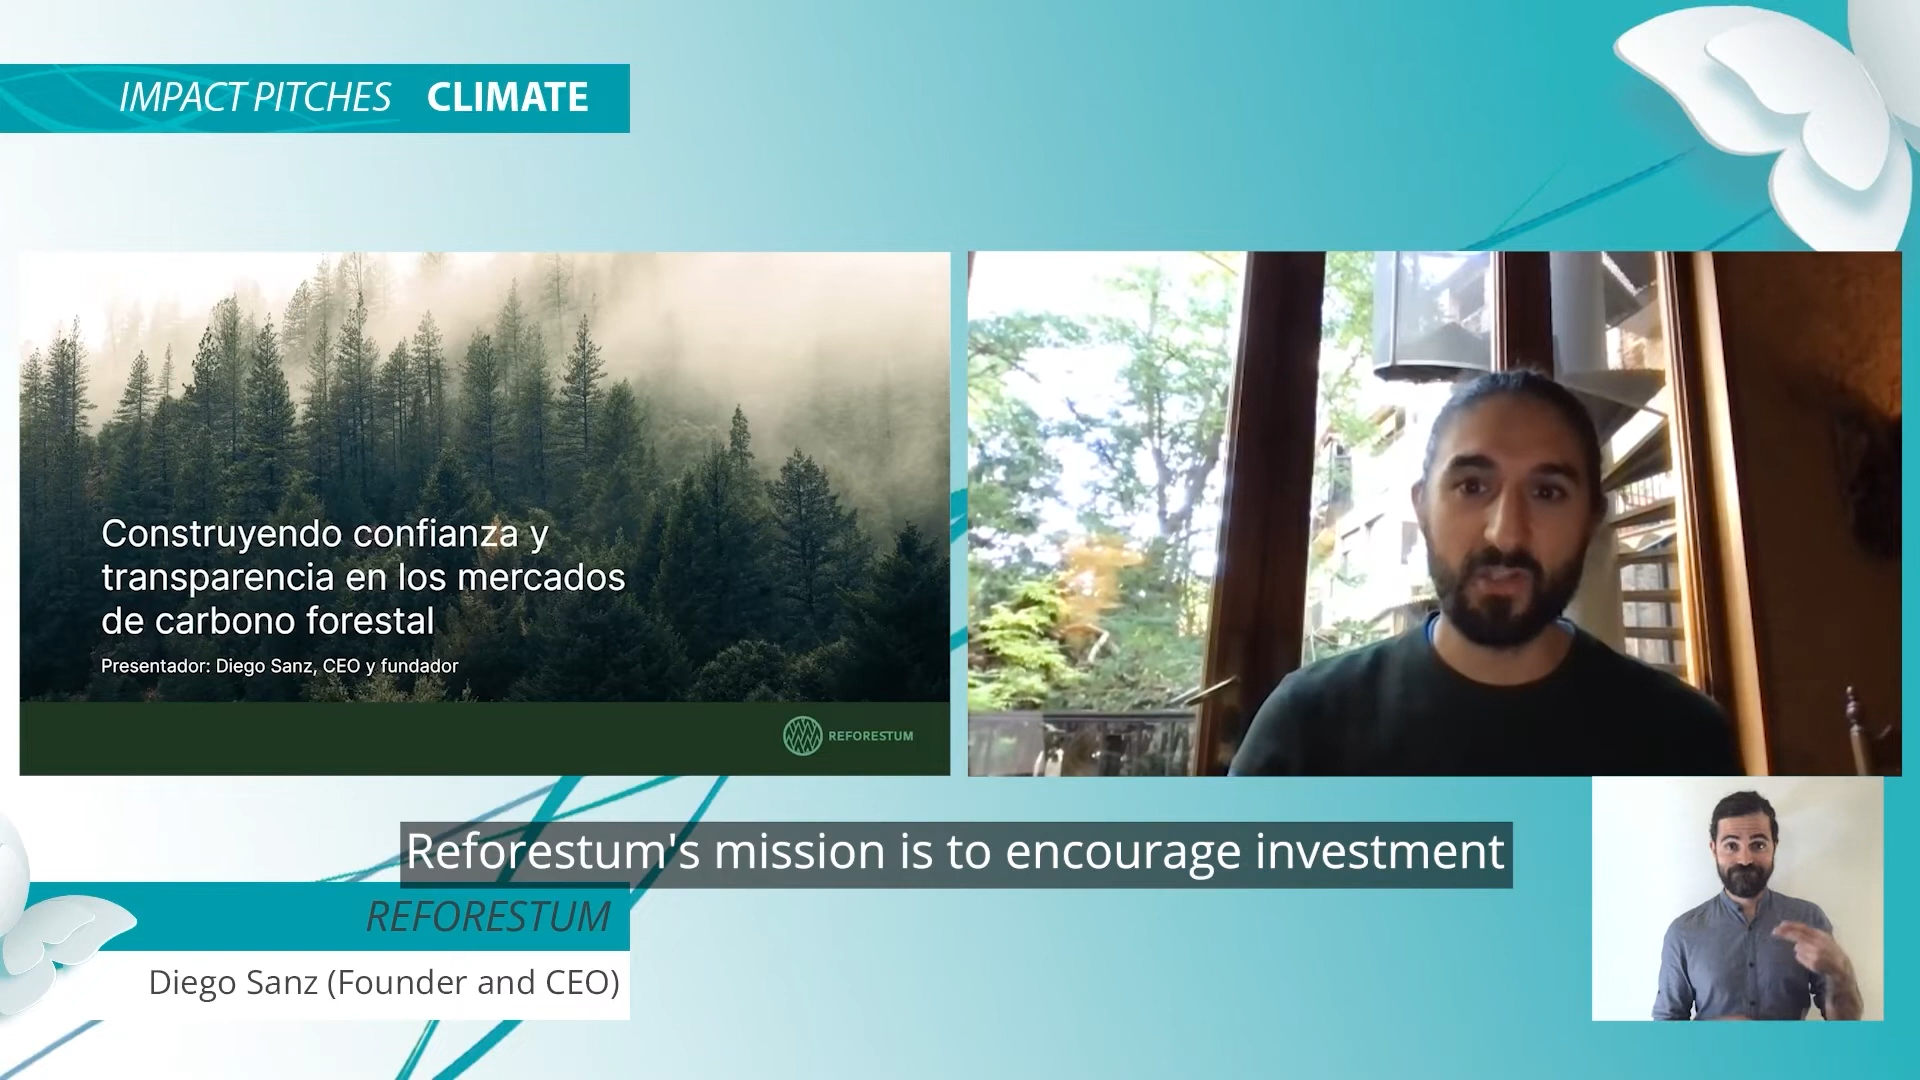 IMPACT PITCHES CLIMATE
Construyendo confianza y
transparencia en los mercados
de carbono forestal
Presentador: Diego Sanz, CEO y fundador
REFORESTUM
Reforestum's mission is to encourage investment
REFORESTUM
Diego Sanz (Founder and CEO)